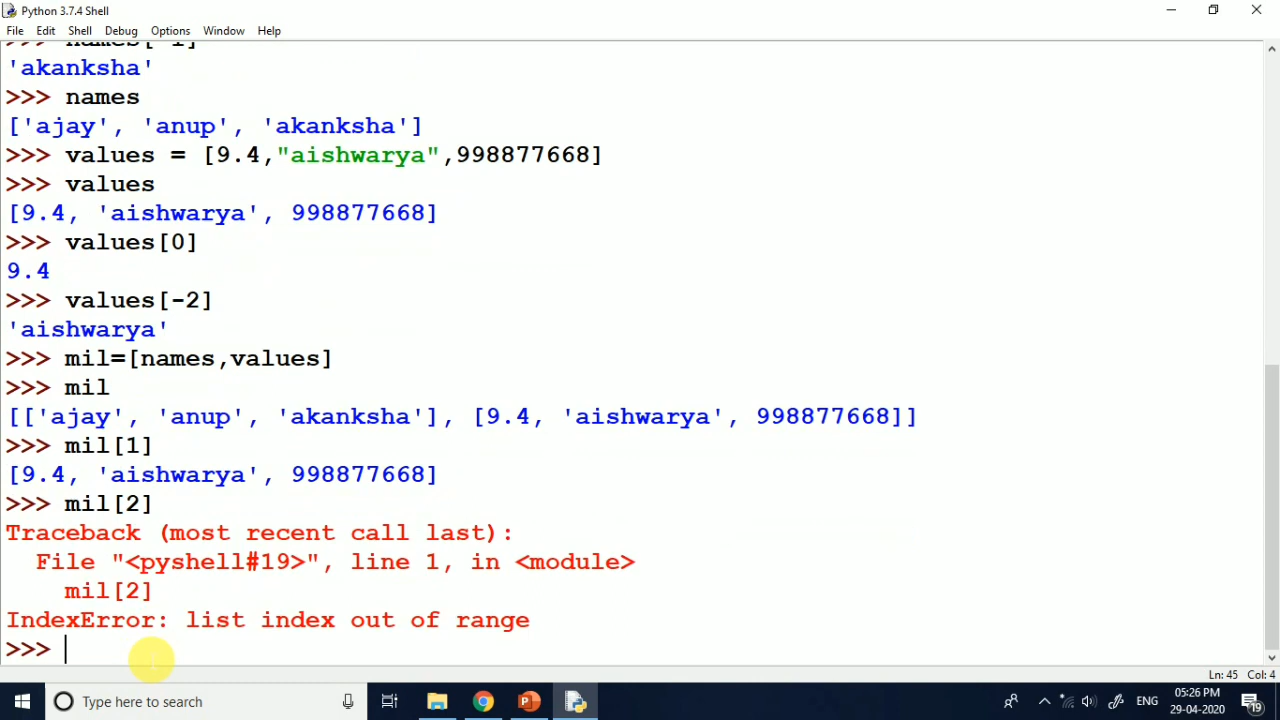 Python 3.7.4 Shell
File Edit Shell Debug Options Window Help
>>> names[-1]
'akanksha'
>>> names
['ajay', 'anup', 'akanksha']
>>> values = [9.4,"aishwarya",998877668]
>>> values
[9.4, 'aishwarya', 998877668]
>>> values[0]
9.4
>>> values[-2]
'aishwarya'
>>> mil=[names,values]
>>> mil
[['ajay', 'anup', 'akanksha'], [9.4, 'aishwarya', 998877668]]
>>> mil[1]
[9.4, 'aishwarya', 998877668]
>>> mil[2]
Traceback (most recent call last):
  File "<pyshell#19>", line 1, in <module>
    mil[2]
IndexError: list index out of range
>>>
Ln: 45 Col: 4
Type here to search
ENG
05:26 PM
29-04-2020
19